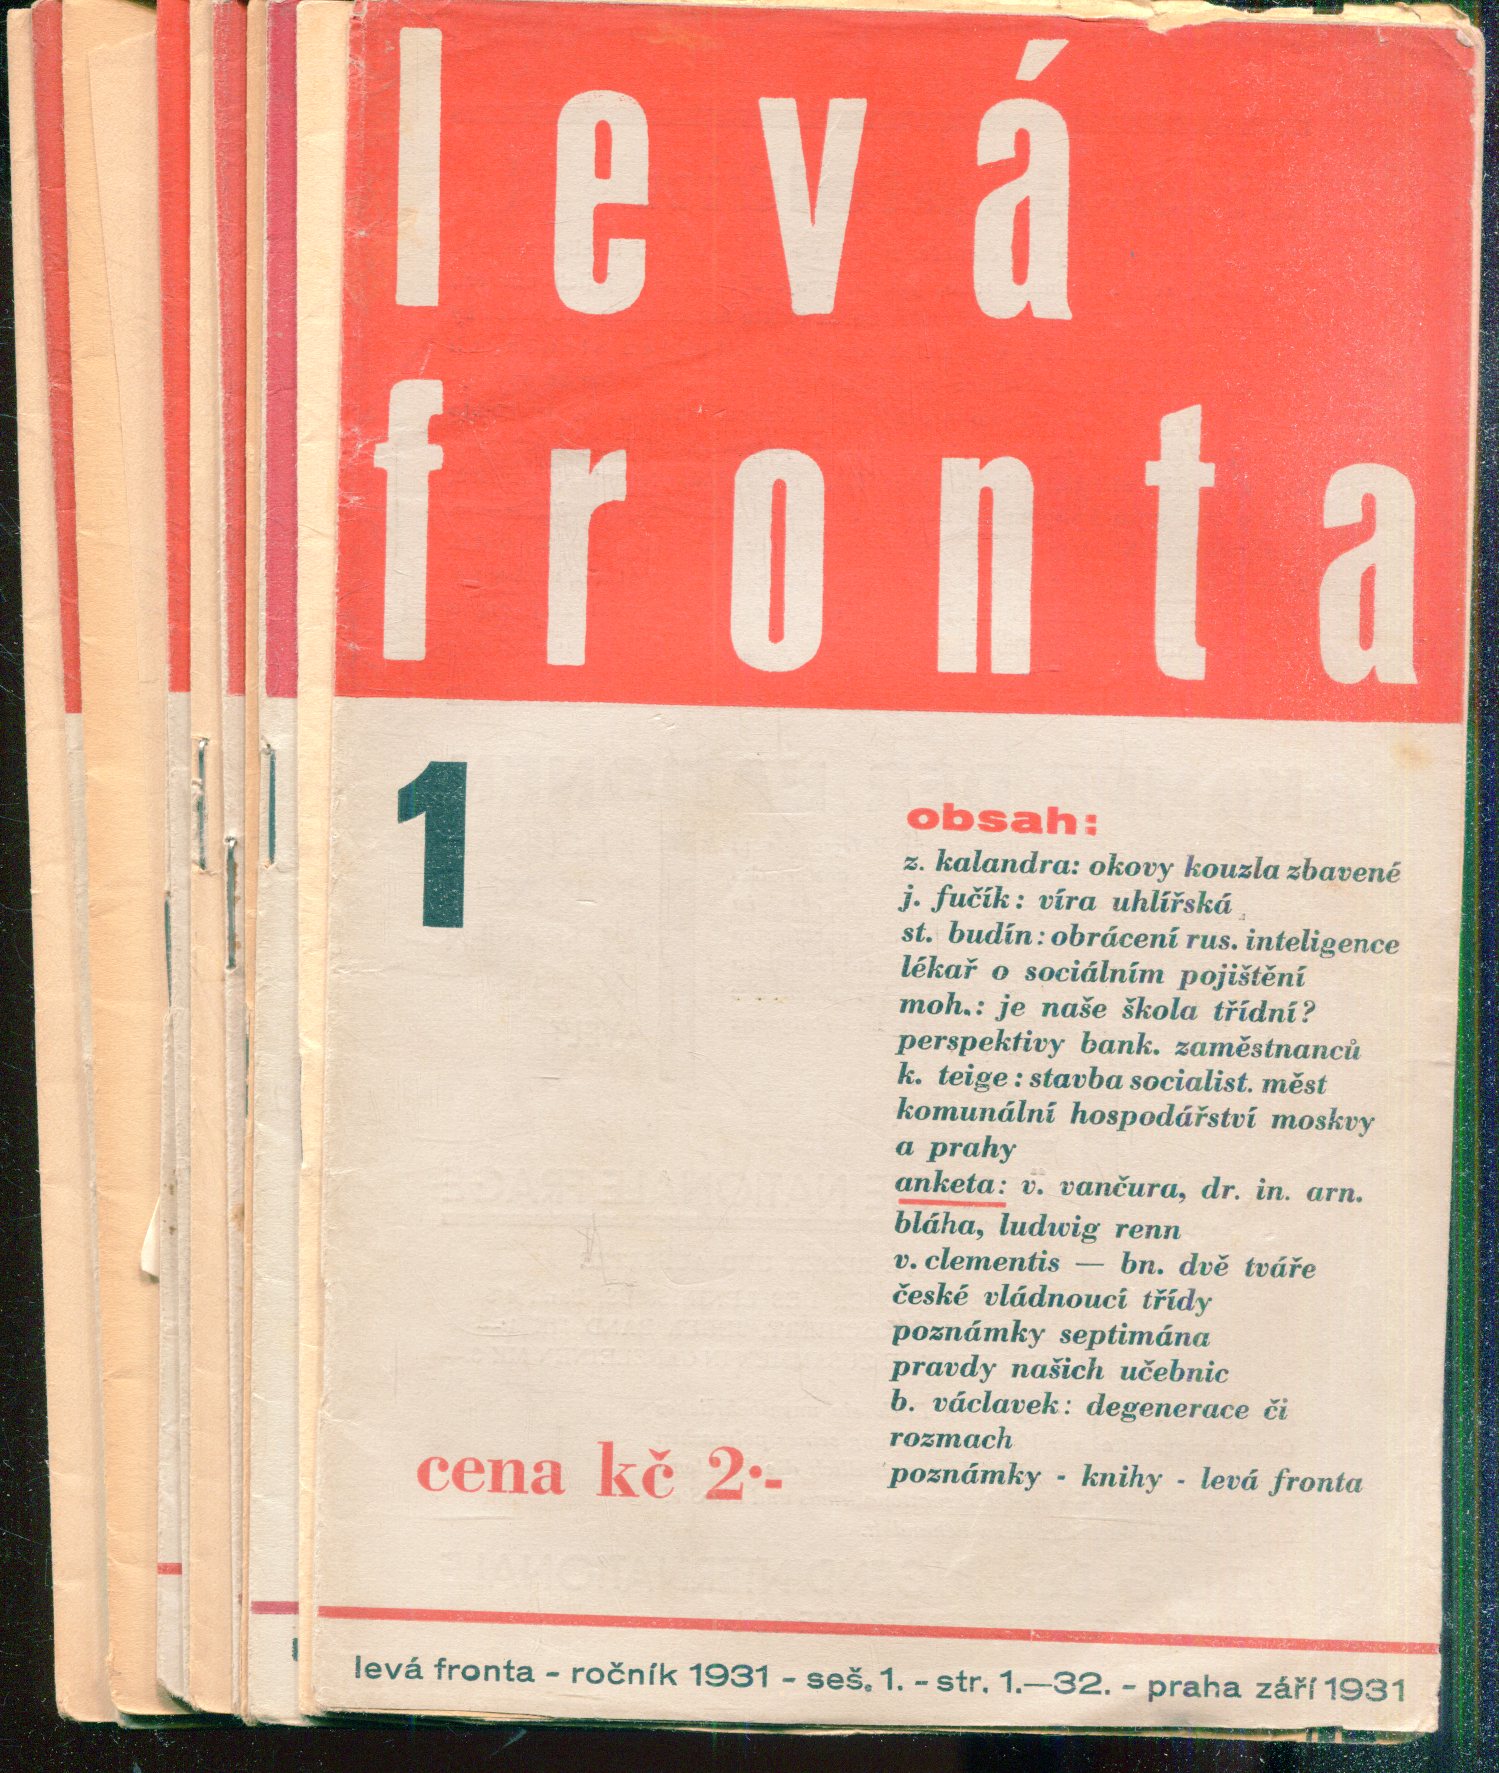 levá
fronta
1
obsah:
z. kalandra: okovy kouzla zbavené
j. fučík: víra uhlířská
st. budín: obrácení rus. inteligence
lékař o sociálním pojištění
moh.: je naše škola třídní?
perspektivy bank. zaměstnanců
k. teige: stavba socialist. měst
komunální hospodářství moskvy
a prahy
anketa: v. vančura, dr. in. arn.
bláha, ludwig renn
v. clementis — bn. dvě tváře
české vládnoucí třídy
poznámky septimána
pravdy našich učebnic
b. václavek: degenerace či
rozmach
poznámky - knihy - levá fronta
cena kč 2·-
levá fronta - ročník 1931 - seš. 1. - str. 1.—32. - praha září 1931